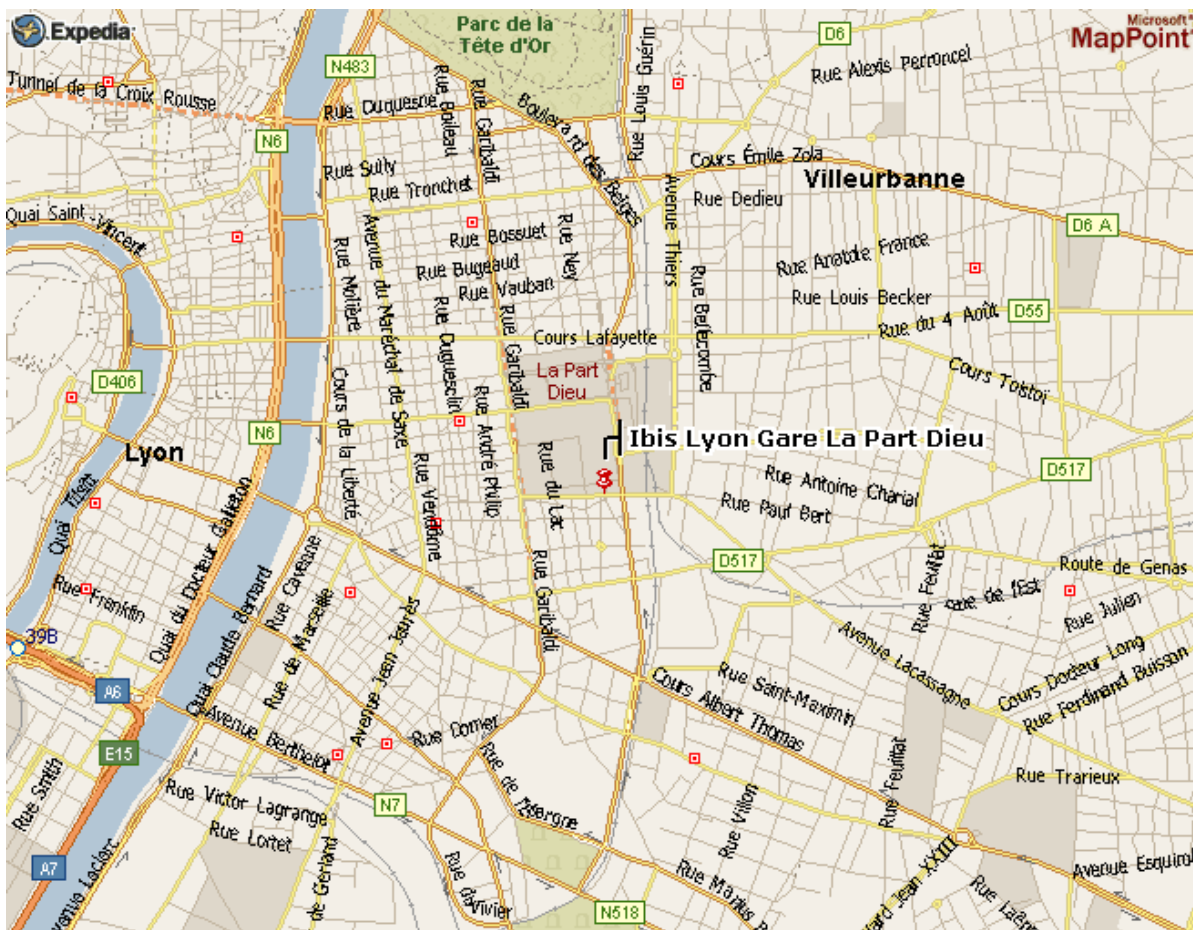 Expedia
Microsoft®
MapPoint
Parc de la
Tête d'Or
N483
D6
Rue Alexis Perroncel
Tunnel de la Croix Rousse
Rue Duquesne
Rue Boileau
Rue Garibaldi
Boulevard des Belges
Rue Louis Guérin
N6
Rue Sully
Rue Tronchet
Cours Émile Zola
Villeurbanne
Rue Dedieu
Avenue Thiers
Quai Saint-Vincent
Rue Bossuet
Rue Ney
D6 A
Rue Anatole France
Rue Bugeaud
Rue Vauban
Rue Molière
Avenue du Maréchal de Saxe
Rue Bellecombe
Rue Louis Becker
D55
Rue du 4 Août
Cours Lafayette
Rue Duguesclin
Rue Garibaldi
La Part
Dieu
Cours Tolstoï
D406
Cours de la Liberté
Rue André Philip
N6
Lyon
Ibis Lyon Gare La Part Dieu
Rue du Lac
Rue Vendôme
Rue Antoine Charial
D517
Rue Paul Bert
Quai Tilsitt
Quai du Docteur Gailleton
D517
Route de Genas
Rue Feuillat
Rue de l'Est
Rue Julien
Rue Franklin
Quai Claude Bernard
Rue Cavenne
Rue de Marseille
Avenue Jean Jaurès
Rue Garibaldi
39B
Avenue Lacassagne
Cours Docteur Long
Rue Ferdinand Buisson
A6
Rue Saint-Maximin
Cours Albert Thomas
E15
Avenue Berthelot
Rue Domer
Rue Feuillat
Rue Trarieux
Rue Smith
Rue Victor Lagrange
Rue Lortet
N7
Rue de
Rue Villon
A7
Avenue Leclerc
de Gerland
Rue du Vivier
N518
Rue Marius
ard Jean XXIII
Avenue Esquirol